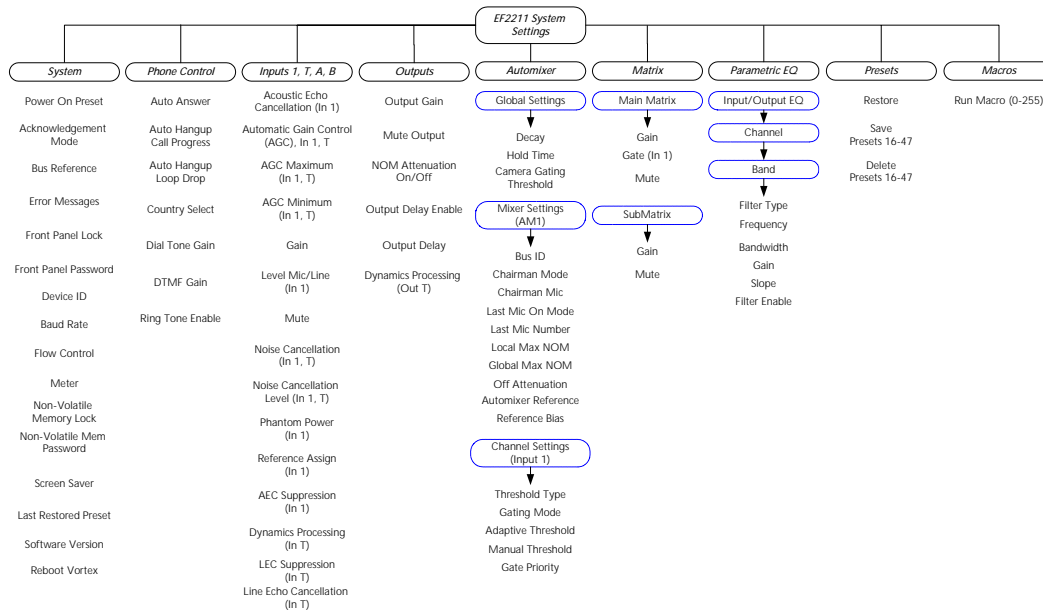 EF2211 System
Settings
System
Power On Preset
Acknowledgement
Mode
Bus Reference
Error Messages
Front Panel Lock
Front Panel Password
Device ID
Baud Rate
Flow Control
Meter
Non-Volatile
Memory Lock
Non-Volatile Mem
Password
Screen Saver
Last Restored Preset
Software Version
Reboot Vortex
Phone Control
Auto Answer
Auto Hangup
Call Progress
Auto Hangup
Loop Drop
Country Select
Dial Tone Gain
DTMF Gain
Ring Tone Enable
Inputs 1, T, A, B
Acoustic Echo
Cancellation (In 1)
Automatic Gain Control
(AGC), In 1, T
AGC Maximum
(In 1, T)
AGC Minimum
(In 1, T)
Gain
Level Mic/Line
(In 1)
Mute
Noise Cancellation
(In 1, T)
Noise Cancellation
Level (In 1, T)
Phantom Power
(In 1)
Reference Assign
(In 1)
AEC Suppression
(In 1)
Dynamics Processing
(In T)
LEC Suppression
(In T)
Line Echo Cancellation
(In T)
Outputs
Output Gain
Mute Output
NOM Attenuation
On/Off
Output Delay Enable
Output Delay
Dynamics Processing
(Out T)
Automixer
Global Settings
Decay
Hold Time
Camera Gating
Threshold
Mixer Settings
(AM1)
Bus ID
Chairman Mode
Chairman Mic
Last Mic On Mode
Last Mic Number
Local Max NOM
Global Max NOM
Off Attenuation
Automixer Reference
Reference Bias
Channel Settings
(Input 1)
Threshold Type
Gating Mode
Adaptive Threshold
Manual Threshold
Gate Priority
Matrix
Main Matrix
Gain
Gate (In 1)
Mute
SubMatrix
Gain
Mute
Parametric EQ
Input/Output EQ
Channel
Band
Filter Type
Frequency
Bandwidth
Gain
Slope
Filter Enable
Presets
Restore
Save
Presets 16-47
Delete
Presets 16-47
Macros
Run Macro (0-255)